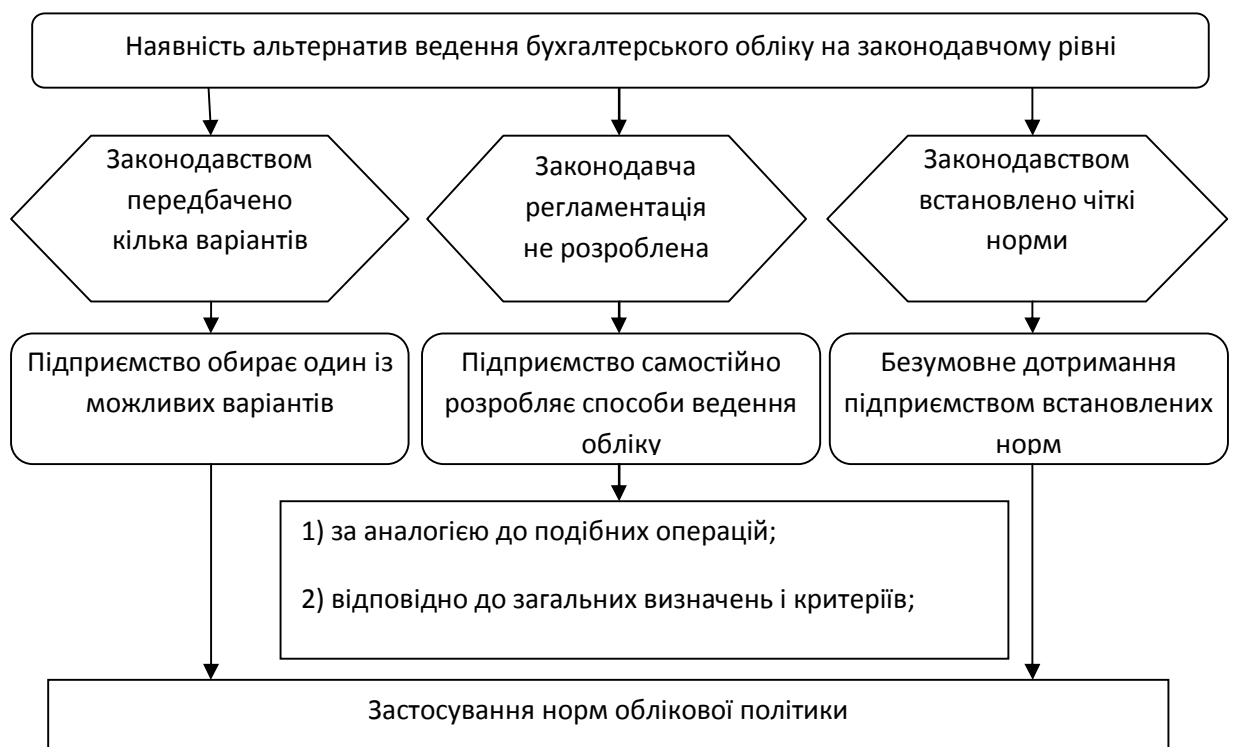 Наявність альтернатив ведення бухгалтерського обліку на законодавчому рівні
Законодавством
передбачено
кілька варіантів
Законодавча
регламентація
не розроблена
Законодавством
встановлено чіткі
норми
Підприємство обирає один із
можливих варіантів
Підприємство самостійно
розробляє способи ведення
обліку
Безумовне дотримання
підприємством встановлених
норм
1) за аналогією до подібних операцій;
2) відповідно до загальних визначень і критеріїв;
Застосування норм облікової політики